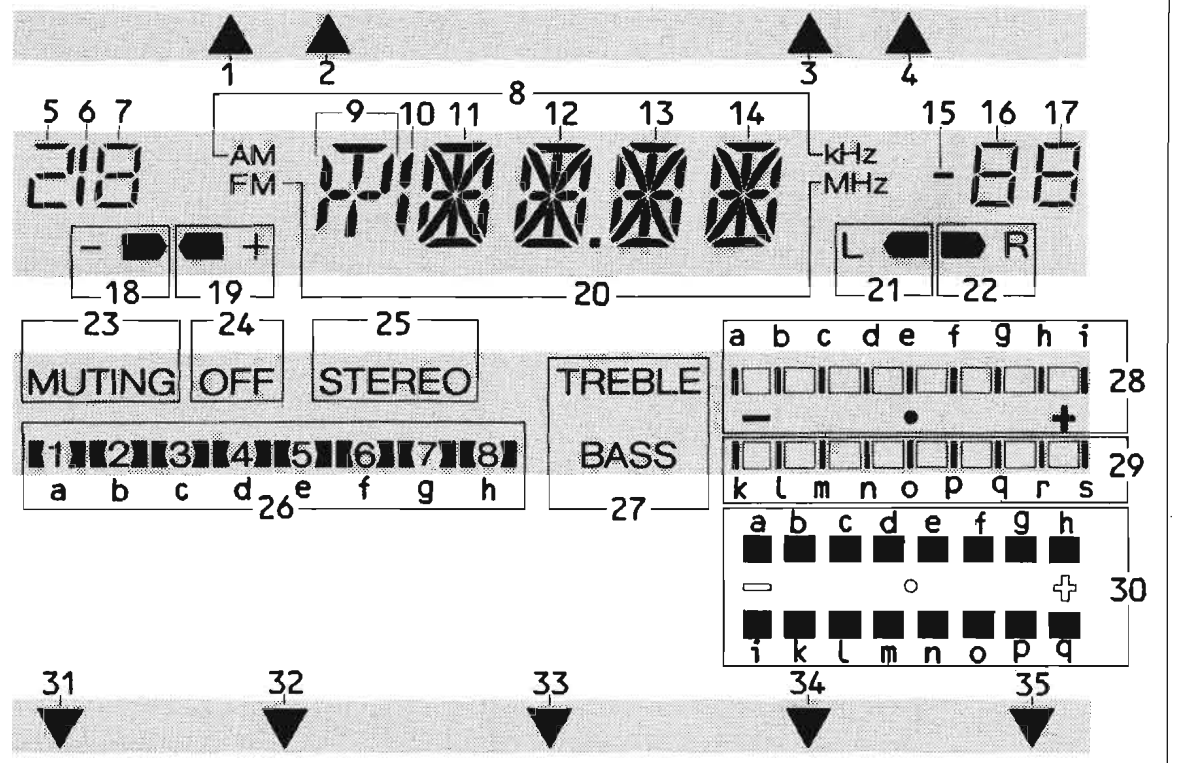 1 2 3 4
5 6 7 8 9 10 11 12 13 14 15 16 17
AM kHz
FM MHz
218 - 88
- + L R
18 19 20 21 22
23 24 25
MUTING OFF STEREO TREBLE
a b c d e f g h i
28
- • +
1 2 3 4 5 6 7 8 BASS
29
a b c d e f g h
k l m n o p q r s
26 27
a b c d e f g h
- +
30
i k l m n o p q
31 32 33 34 35